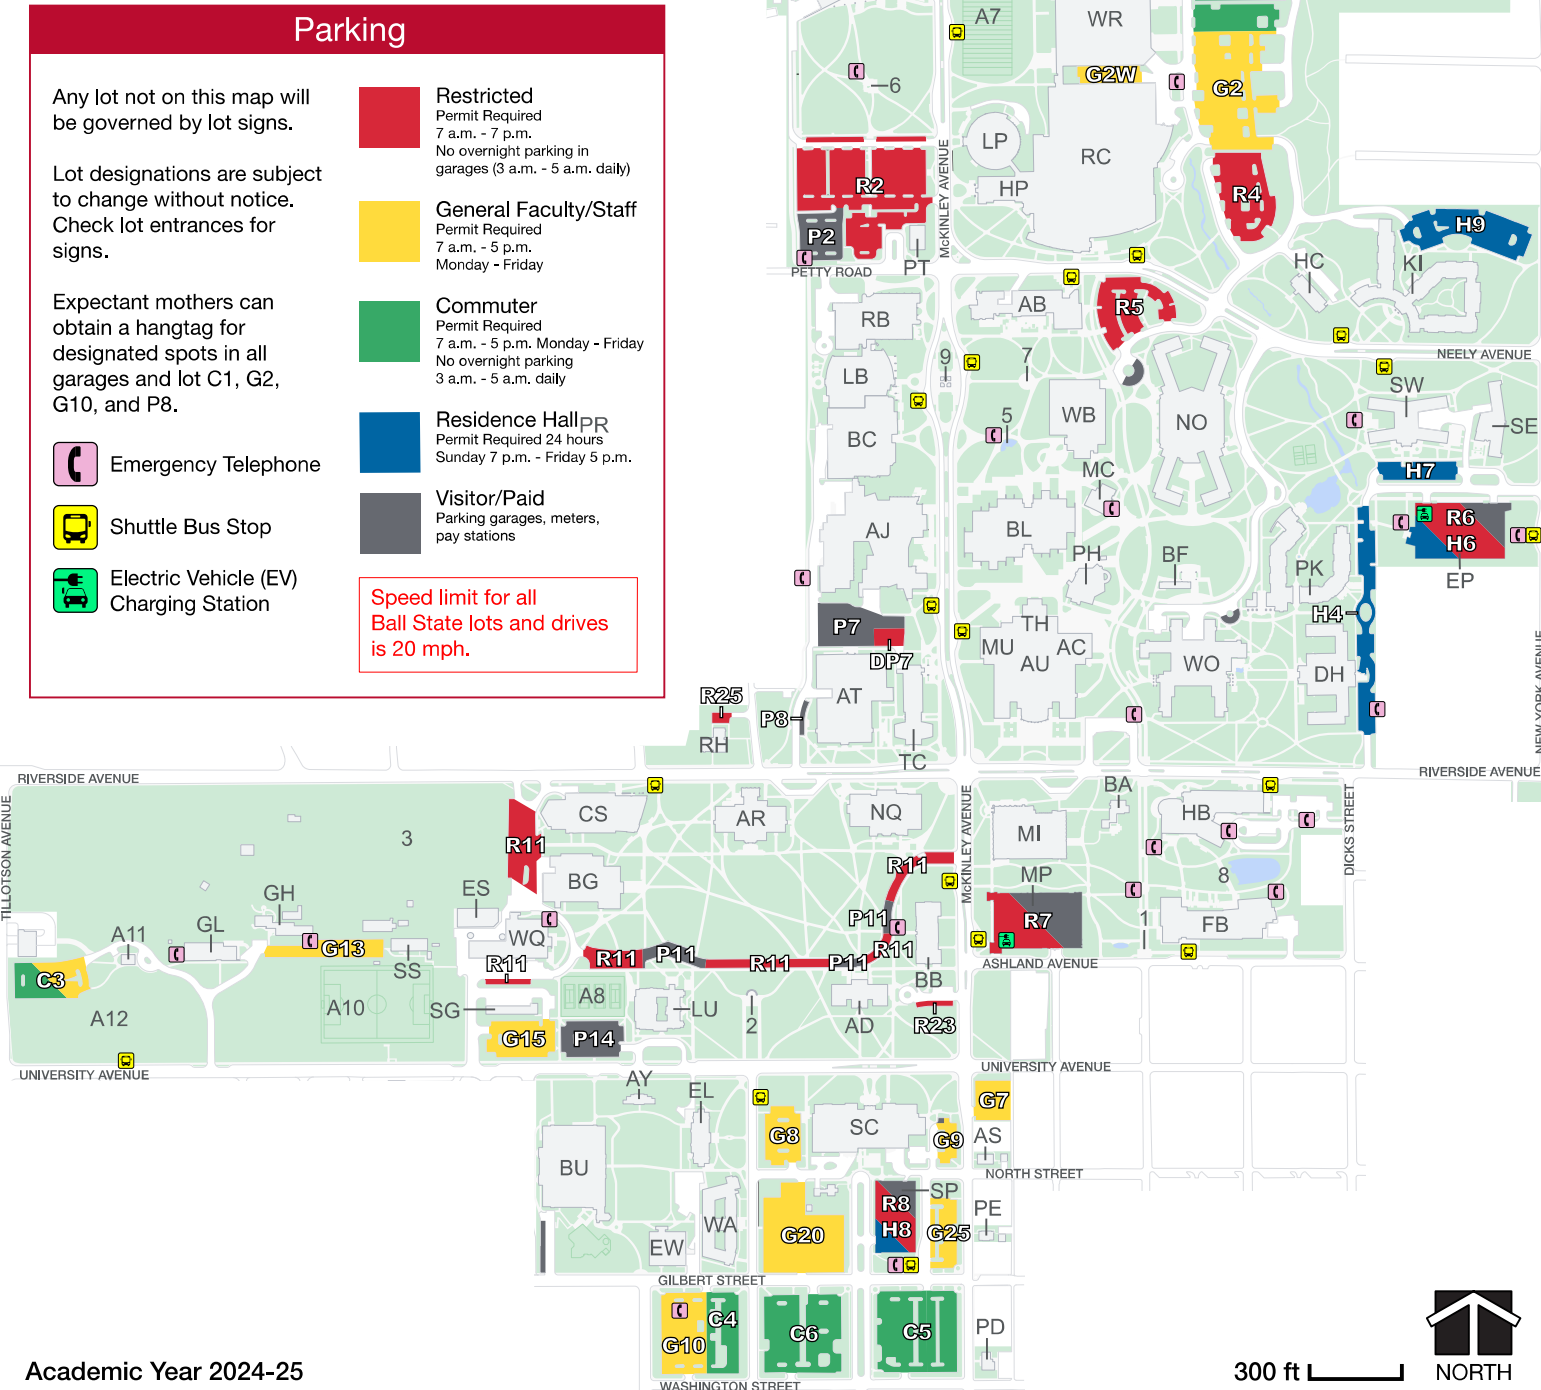 Parking
Any lot not on this map will
be governed by lot signs.
Lot designations are subject
to change without notice.
Check lot entrances for
signs.
Expectant mothers can
obtain a hangtag for
designated spots in all
garages and lot C1, G2,
G10, and P8.
Emergency Telephone
Shuttle Bus Stop
Electric Vehicle (EV)
Charging Station
Restricted
Permit Required
7 a.m. - 7 p.m.
No overnight parking in
garages (3 a.m. - 5 a.m. daily)
General Faculty/Staff
Permit Required
7 a.m. - 5 p.m.
Monday - Friday
Commuter
Permit Required
7 a.m. - 5 p.m. Monday - Friday
No overnight parking
3 a.m. - 5 a.m. daily
Residence Hall
PR
Permit Required 24 hours
Sunday 7 p.m. - Friday 5 p.m.
Visitor/Paid
Parking garages, meters,
pay stations
Speed limit for all
Ball State lots and drives
is 20 mph.
A7
WR
G2W
G2
6
LP
RC
HP
McKINLEY AVENUE
R2
R4
P2
H9
PT
PETTY ROAD
HC
KI
RB
AB
R5
NEELY AVENUE
9
7
LB
SW
5
WB
NO
SE
BC
MC
H7
AJ
BL
R6
H6
PH
BF
PK
EP
H4
P7
DP7
TH
MU
AC
AU
WO
DH
NEW YORK AVENUE
R25
P8
AT
RH
TC
RIVERSIDE AVENUE
RIVERSIDE AVENUE
TILLOTSON AVENUE
3
R11
CS
AR
NQ
McKINLEY AVENUE
BA
MI
HB
DICKS STREET
BG
R11
MP
8
GH
ES
A11
GL
G13
WQ
P11
R7
1
FB
SS
R11
R11
P11
R11
P11
R11
ASHLAND AVENUE
C3
BB
A12
A10
SG
A8
LU
2
AD
R23
G15
P14
UNIVERSITY AVENUE
UNIVERSITY AVENUE
AY
EL
G7
G8
SC
G9
AS
BU
NORTH STREET
R8
H8
SP
WA
EW
G20
G25
PE
GILBERT STREET
C4
G10
C6
C5
PD
WASHINGTON STREET
Academic Year 2024-25
300 ft
NORTH